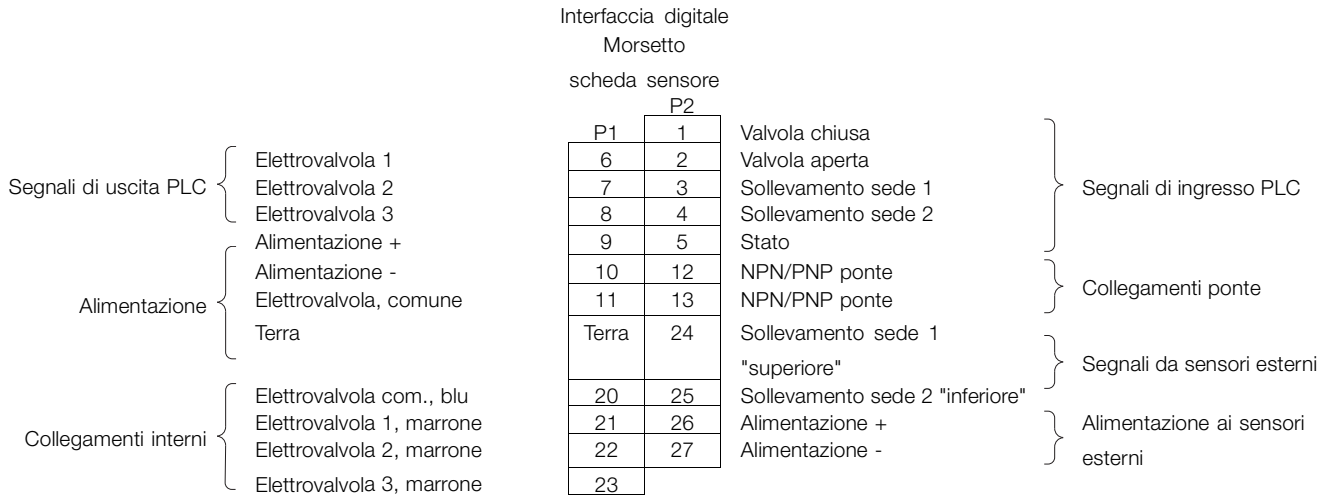 Interfaccia digitale
Morsetto
scheda sensore
P2
P1 1 Valvola chiusa
Elettrovalvola 1 6 2 Valvola aperta
Segnali di uscita PLC Elettrovalvola 2 7 3 Sollevamento sede 1 Segnali di ingresso PLC
Elettrovalvola 3 8 4 Sollevamento sede 2
Alimentazione + 9 5 Stato
Alimentazione - 10 12 NPN/PNP ponte
Alimentazione Elettrovalvola, comune 11 13 NPN/PNP ponte Collegamenti ponte
Terra Terra 24 Sollevamento sede 1
"superiore" Segnali da sensori esterni
Elettrovalvola com., blu 20 25 Sollevamento sede 2 "inferiore"
Elettrovalvola 1, marrone 21 26 Alimentazione + Alimentazione ai sensori
Collegamenti interni Elettrovalvola 2, marrone 22 27 Alimentazione - esterni
Elettrovalvola 3, marrone 23